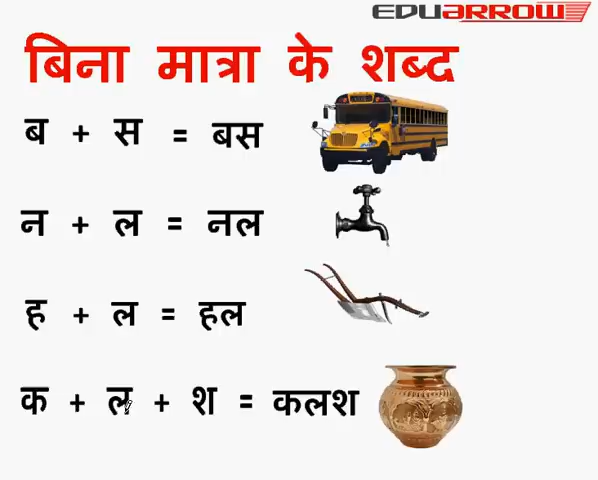 EDUARROW
बिना मात्रा के शब्द
ब + स = बस
न + ल = नल
ह + ल = हल
क + ल + श = कलश